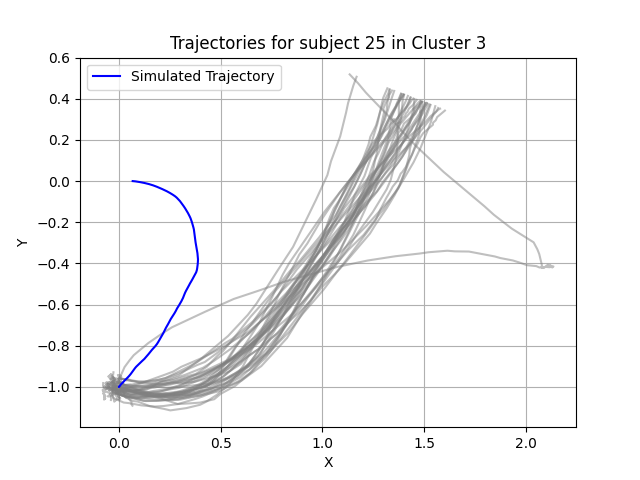 Trajectories for subject 25 in Cluster 3
Simulated Trajectory
0.6
0.4
0.2
0.0
−0.2
−0.4
−0.6
−0.8
−1.0
Y
0.0 0.5 1.0 1.5 2.0
X